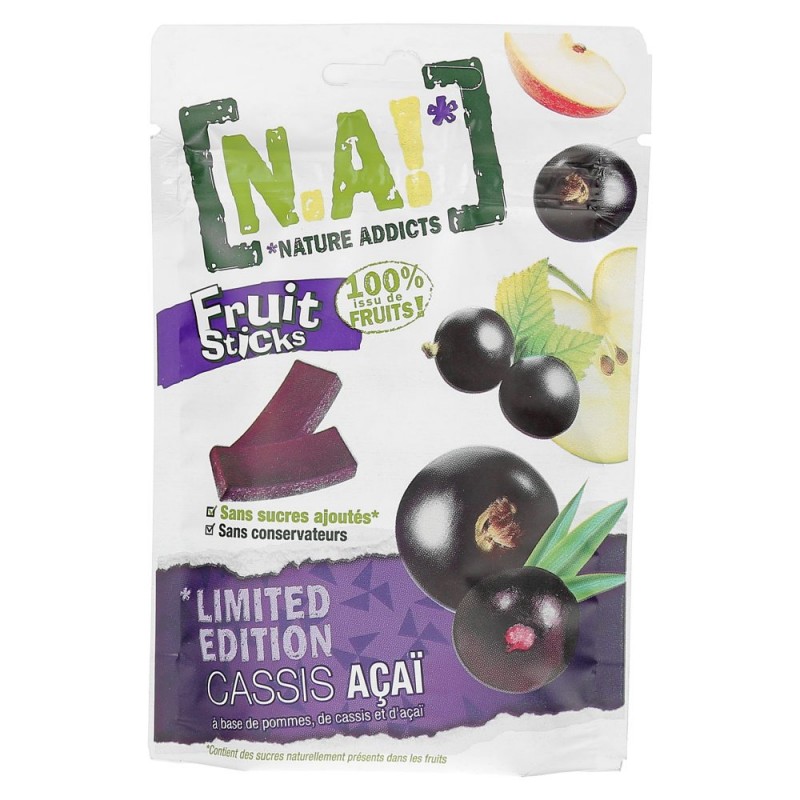 [N.A!*]
*NATURE ADDICTS
100%
issu de
FRUITS!
Fruit
Sticks
Sans sucres ajoutés*
Sans conservateurs
*LIMITED
EDITION
CASSIS AÇAÏ
à base de pommes, de cassis et d'açaï
*Contient des sucres naturellement présents dans les fruits